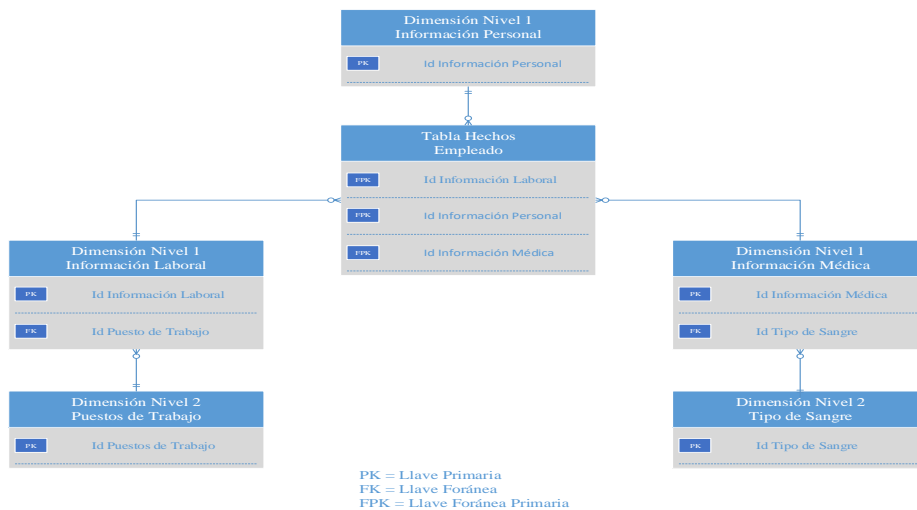 Dimensión Nivel 1
Información Personal
PK Id Información Personal
Tabla Hechos
Empleado
FPK Id Información Laboral
FPK Id Información Personal
FPK Id Información Médica
Dimensión Nivel 1
Información Laboral
PK Id Información Laboral
FK Id Puesto de Trabajo
Dimensión Nivel 2
Puestos de Trabajo
PK Id Puestos de Trabajo
Dimensión Nivel 1
Información Médica
PK Id Información Médica
FK Id Tipo de Sangre
Dimensión Nivel 2
Tipo de Sangre
PK Id Tipo de Sangre
PK = Llave Primaria
FK = Llave Foránea
FPK = Llave Foránea Primaria